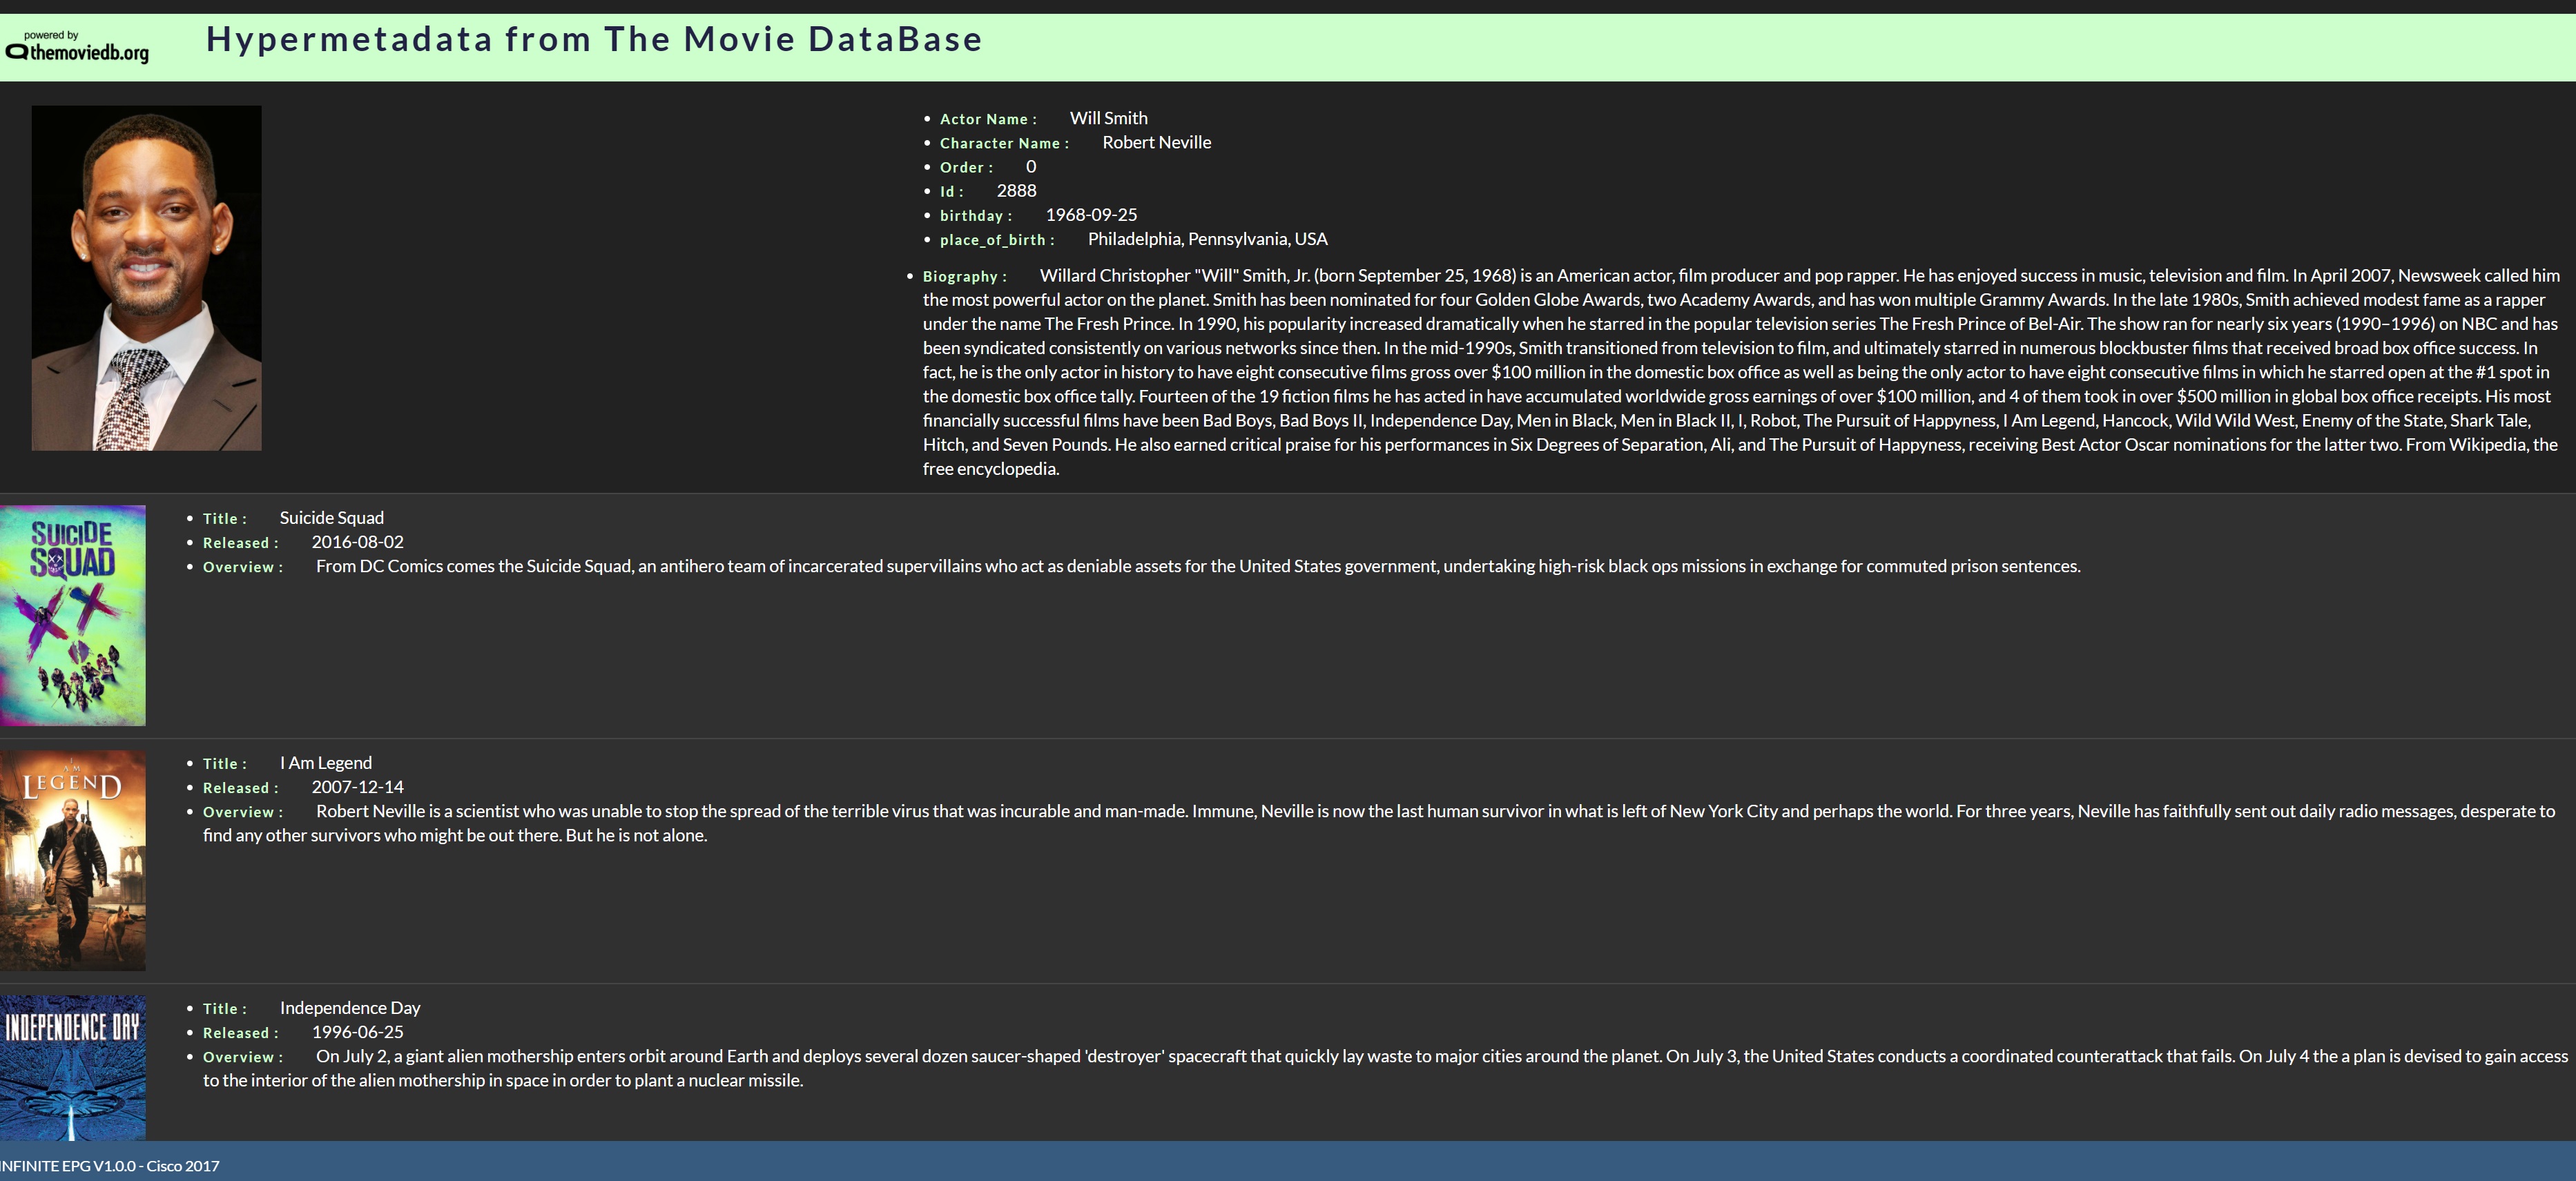 powered by
themoviedb.org
Hypermetadata from The Movie DataBase
Actor Name : Will Smith
Character Name : Robert Neville
Order : 0
Id : 2888
birthday : 1968-09-25
place_of_birth : Philadelphia, Pennsylvania, USA
Biography : Willard Christopher "Will" Smith, Jr. (born September 25, 1968) is an American actor, film producer and pop rapper. He has enjoyed success in music, television and film. In April 2007, Newsweek called him
the most powerful actor on the planet. Smith has been nominated for four Golden Globe Awards, two Academy Awards, and has won multiple Grammy Awards. In the late 1980s, Smith achieved modest fame as a rapper
under the name The Fresh Prince. In 1990, his popularity increased dramatically when he starred in the popular television series The Fresh Prince of Bel-Air. The show ran for nearly six years (1990–1996) on NBC and has
been syndicated consistently on various networks since then. In the mid-1990s, Smith transitioned from television to film, and ultimately starred in numerous blockbuster films that received broad box office success. In
fact, he is the only actor in history to have eight consecutive films gross over $100 million in the domestic box office as well as being the only actor to have eight consecutive films in which he starred open at the #1 spot in
the domestic box office tally. Fourteen of the 19 fiction films he has acted in have accumulated worldwide gross earnings of over $100 million, and 4 of them took in over $500 million in global box office receipts. His most
financially successful films have been Bad Boys, Bad Boys II, Independence Day, Men in Black, Men in Black II, I, Robot, The Pursuit of Happyness, I Am Legend, Hancock, Wild Wild West, Enemy of the State, Shark Tale,
Hitch, and Seven Pounds. He also earned critical praise for his performances in Six Degrees of Separation, Ali, and The Pursuit of Happyness, receiving Best Actor Oscar nominations for the latter two. From Wikipedia, the
free encyclopedia.
SUICIDE
SQUAD
Title : Suicide Squad
Released : 2016-08-02
Overview : From DC Comics comes the Suicide Squad, an antihero team of incarcerated supervillains who act as deniable assets for the United States government, undertaking high-risk black ops missions in exchange for commuted prison sentences.
I AM
LEGEND
Title : I Am Legend
Released : 2007-12-14
Overview : Robert Neville is a scientist who was unable to stop the spread of the terrible virus that was incurable and man-made. Immune, Neville is now the last human survivor in what is left of New York City and perhaps the world. For three years, Neville has faithfully sent out daily radio messages, desperate to
find any other survivors who might be out there. But he is not alone.
INDEPENDENCE DAY
Title : Independence Day
Released : 1996-06-25
Overview : On July 2, a giant alien mothership enters orbit around Earth and deploys several dozen saucer-shaped 'destroyer' spacecraft that quickly lay waste to major cities around the planet. On July 3, the United States conducts a coordinated counterattack that fails. On July 4 the a plan is devised to gain access
to the interior of the alien mothership in space in order to plant a nuclear missile.
INFINITE EPG V1.0.0 - Cisco 2017